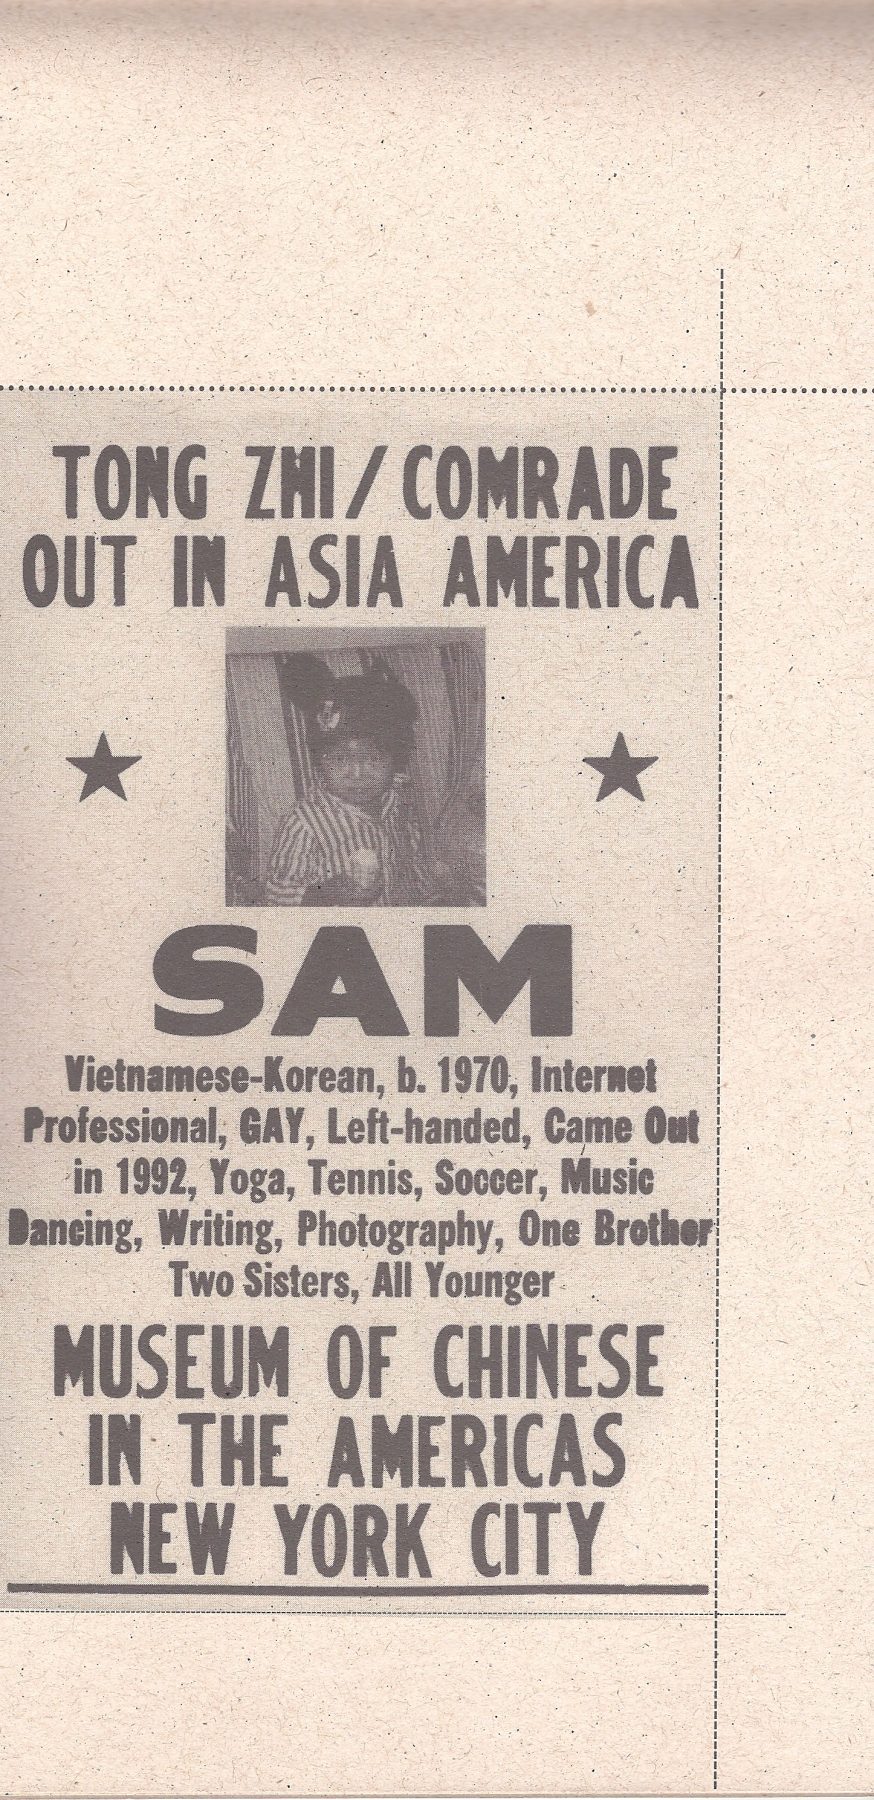 TONG ZHI/COMRADE
OUT IN ASIA AMERICA
SAM
Vietnamese-Korean, b. 1970, Internet
Professional, GAY, Left-handed, Came Out
in 1992, Yoga, Tennis, Soccer, Music
Dancing, Writing, Photography, One Brother
Two Sisters, All Younger
MUSEUM OF CHINESE
IN THE AMERICAS
NEW YORK CITY